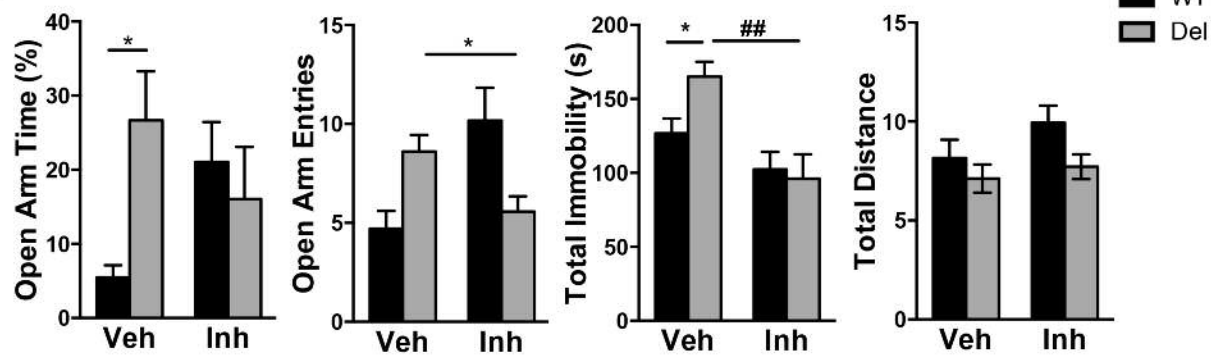 WT
Del
Open Arm Time (%)
40
30
20
10
0
*
Veh
Inh
Open Arm Entries
15
10
5
0
*
Veh
Inh
Total Immobility (s)
200
150
100
50
0
*
##
Veh
Inh
Total Distance
15
10
5
0
Veh
Inh